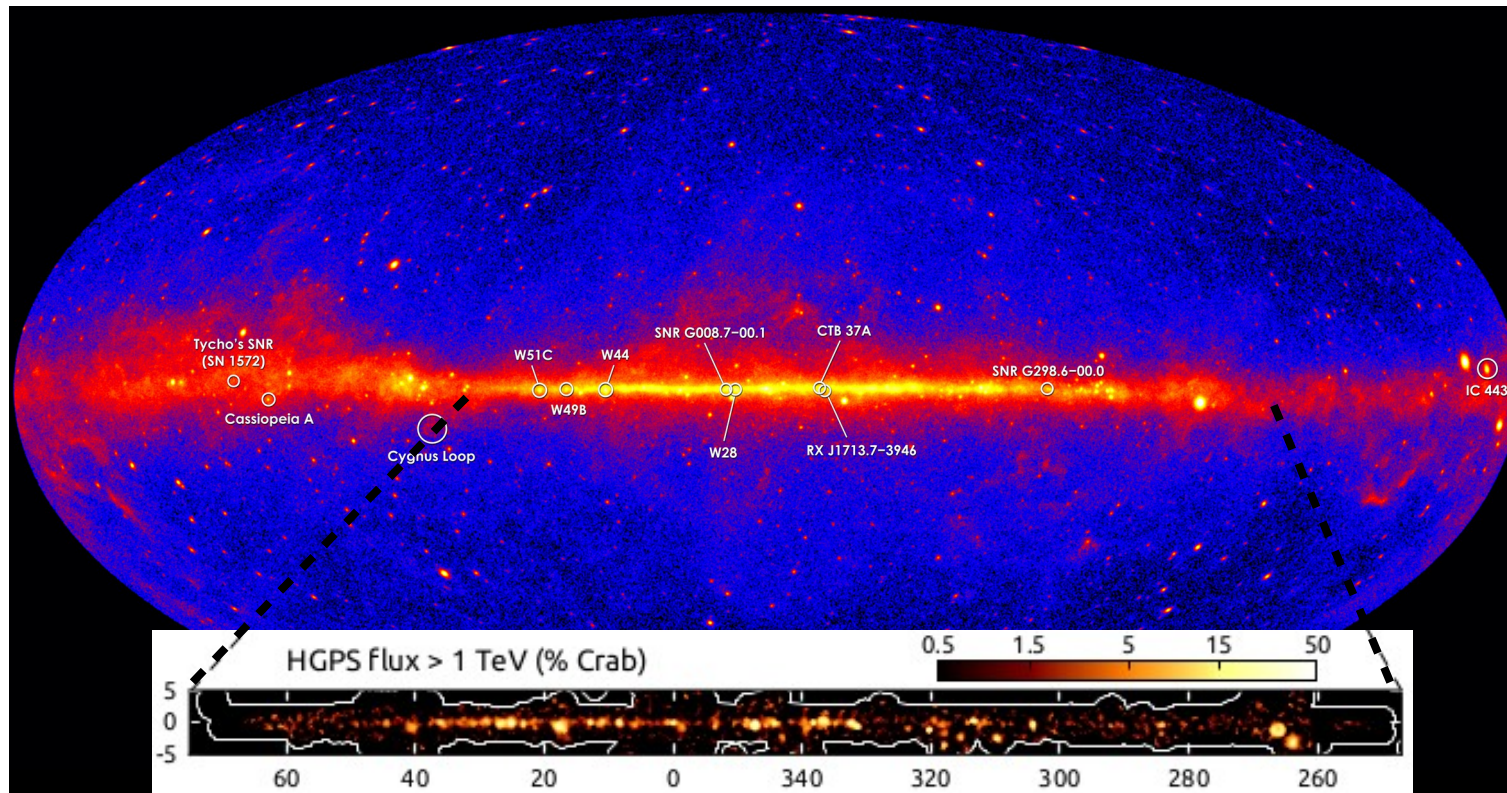 SNR G008.7−00.1
CTB 37A
Tycho's SNR
(SN 1572)
W51C
W44
SNR G298.6−00.0
IC 443
Cassiopeia A
W49B
Cygnus Loop
W28
RX J1713.7−3946
HGPS flux > 1 TeV (% Crab)
0.5 1.5 5 15 50
5
0
-5
60 40 20 0 340 320 300 280 260